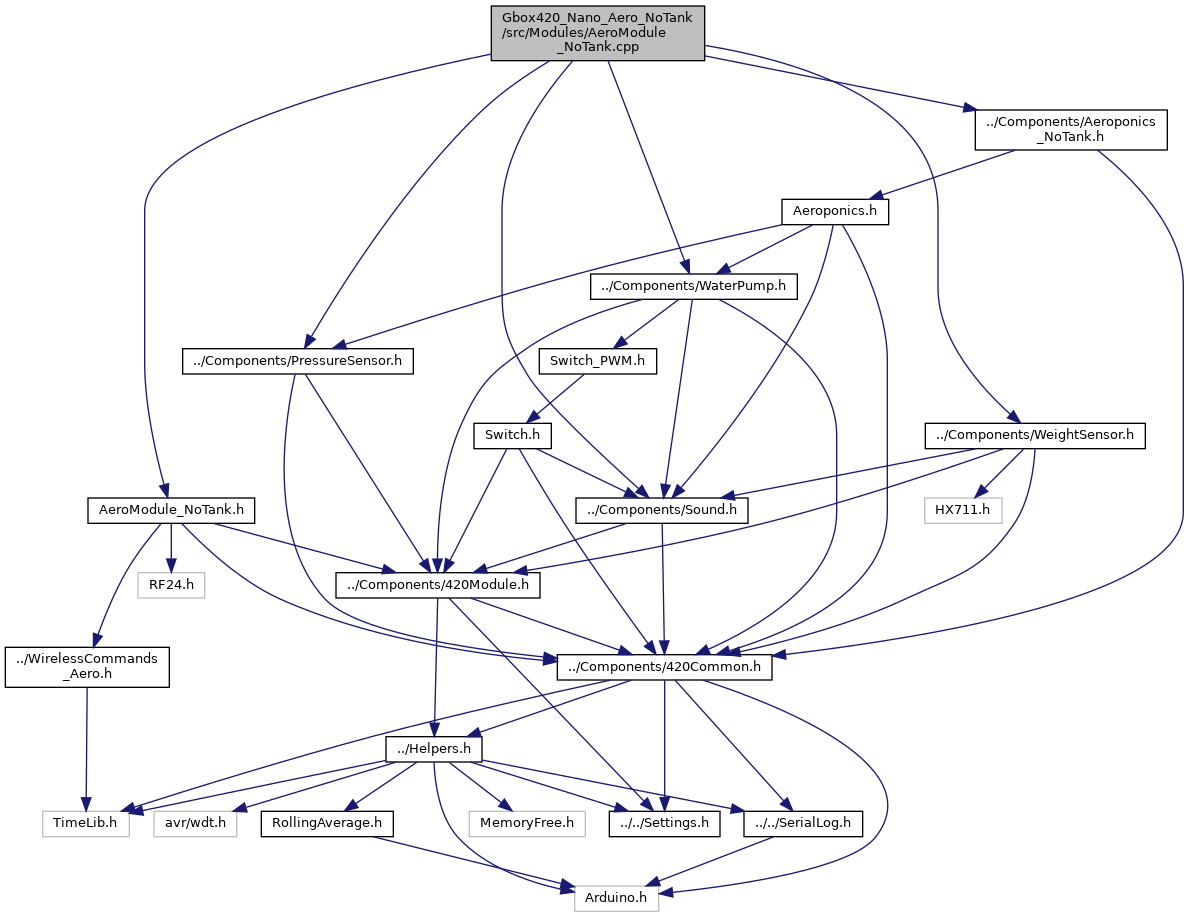 Gbox420_Nano_Aero_NoTank
/src/Modules/AeroModule
_NoTank.cpp
../Components/Aeroponics
_NoTank.h
Aeroponics.h
../Components/WaterPump.h
../Components/PressureSensor.h
Switch_PWM.h
Switch.h
../Components/WeightSensor.h
AeroModule_NoTank.h
../Components/Sound.h
HX711.h
RF24.h
../Components/420Module.h
../WirelessCommands
_Aero.h
../Components/420Common.h
../Helpers.h
TimeLib.h
avr/wdt.h
RollingAverage.h
MemoryFree.h
../../Settings.h
../../SerialLog.h
Arduino.h